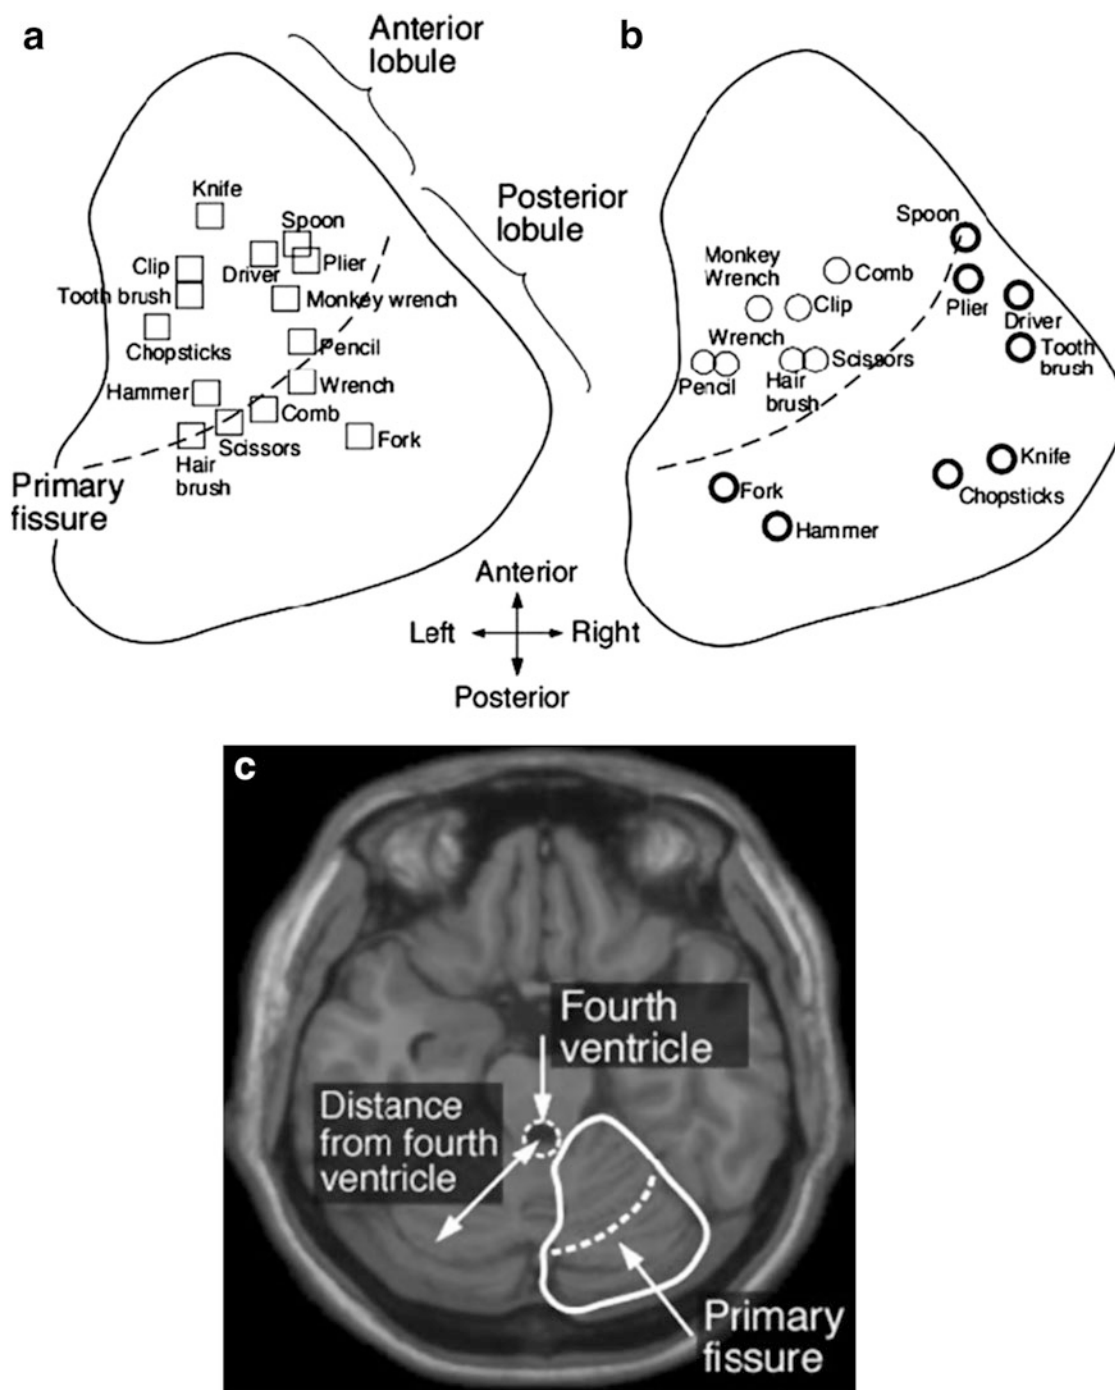 a
Anterior
lobule
Knife
Spoon
Clip
Driver
Plier
Tooth brush
Monkey wrench
Chopsticks
Pencil
Hammer
Wrench
Comb
Scissors
Fork
Hair
brush
Primary
fissure
Posterior
lobule
b
Spoon
Monkey
Wrench
Comb
Clip
Plier
Driver
Wrench
Scissors
Tooth
brush
Pencil
Hair
brush
Knife
Chopsticks
Fork
Hammer
Anterior
Left
Right
Posterior
c
Fourth
ventricle
Distance
from fourth
ventricle
Primary
fissure